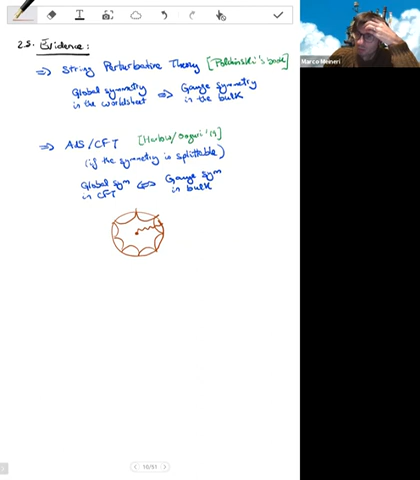 2.5. Evidence:
⇒ String Perturbative Theory [Polchinski's book]
Global symmetry in the worldsheet ⇒ Gauge symmetry in the bulk
⇒ AdS/CFT [Harlow/Ooguri '19]
(if the symmetry is splittable)
Global sym in CFT ⇔ Gauge sym in bulk
10/51
Marco Meineri